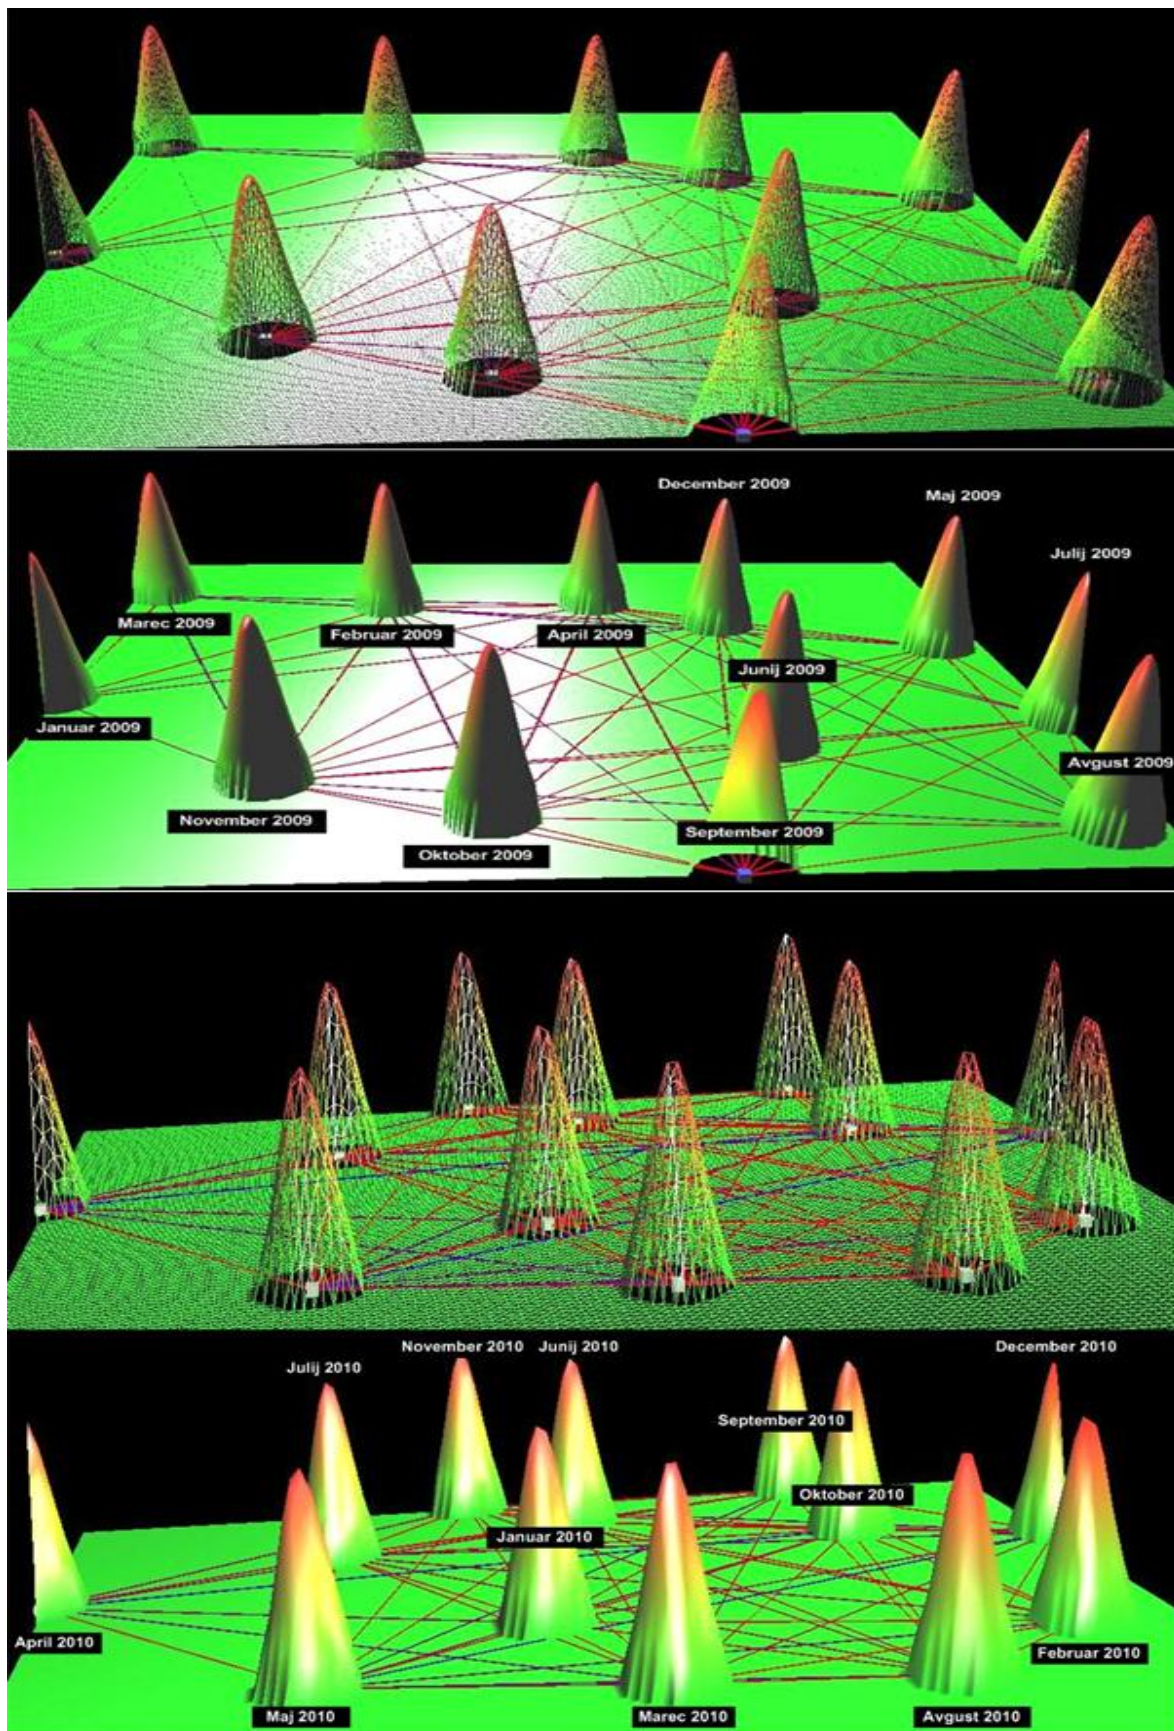 December 2009
Maj 2009
Julij 2009
Marec 2009
Februar 2009
April 2009
Junij 2009
Januar 2009
Avgust 2009
November 2009
September 2009
Oktober 2009
November 2010
Junij 2010
December 2010
Julij 2010
September 2010
Oktober 2010
Januar 2010
April 2010
Februar 2010
Maj 2010
Marec 2010
Avgust 2010